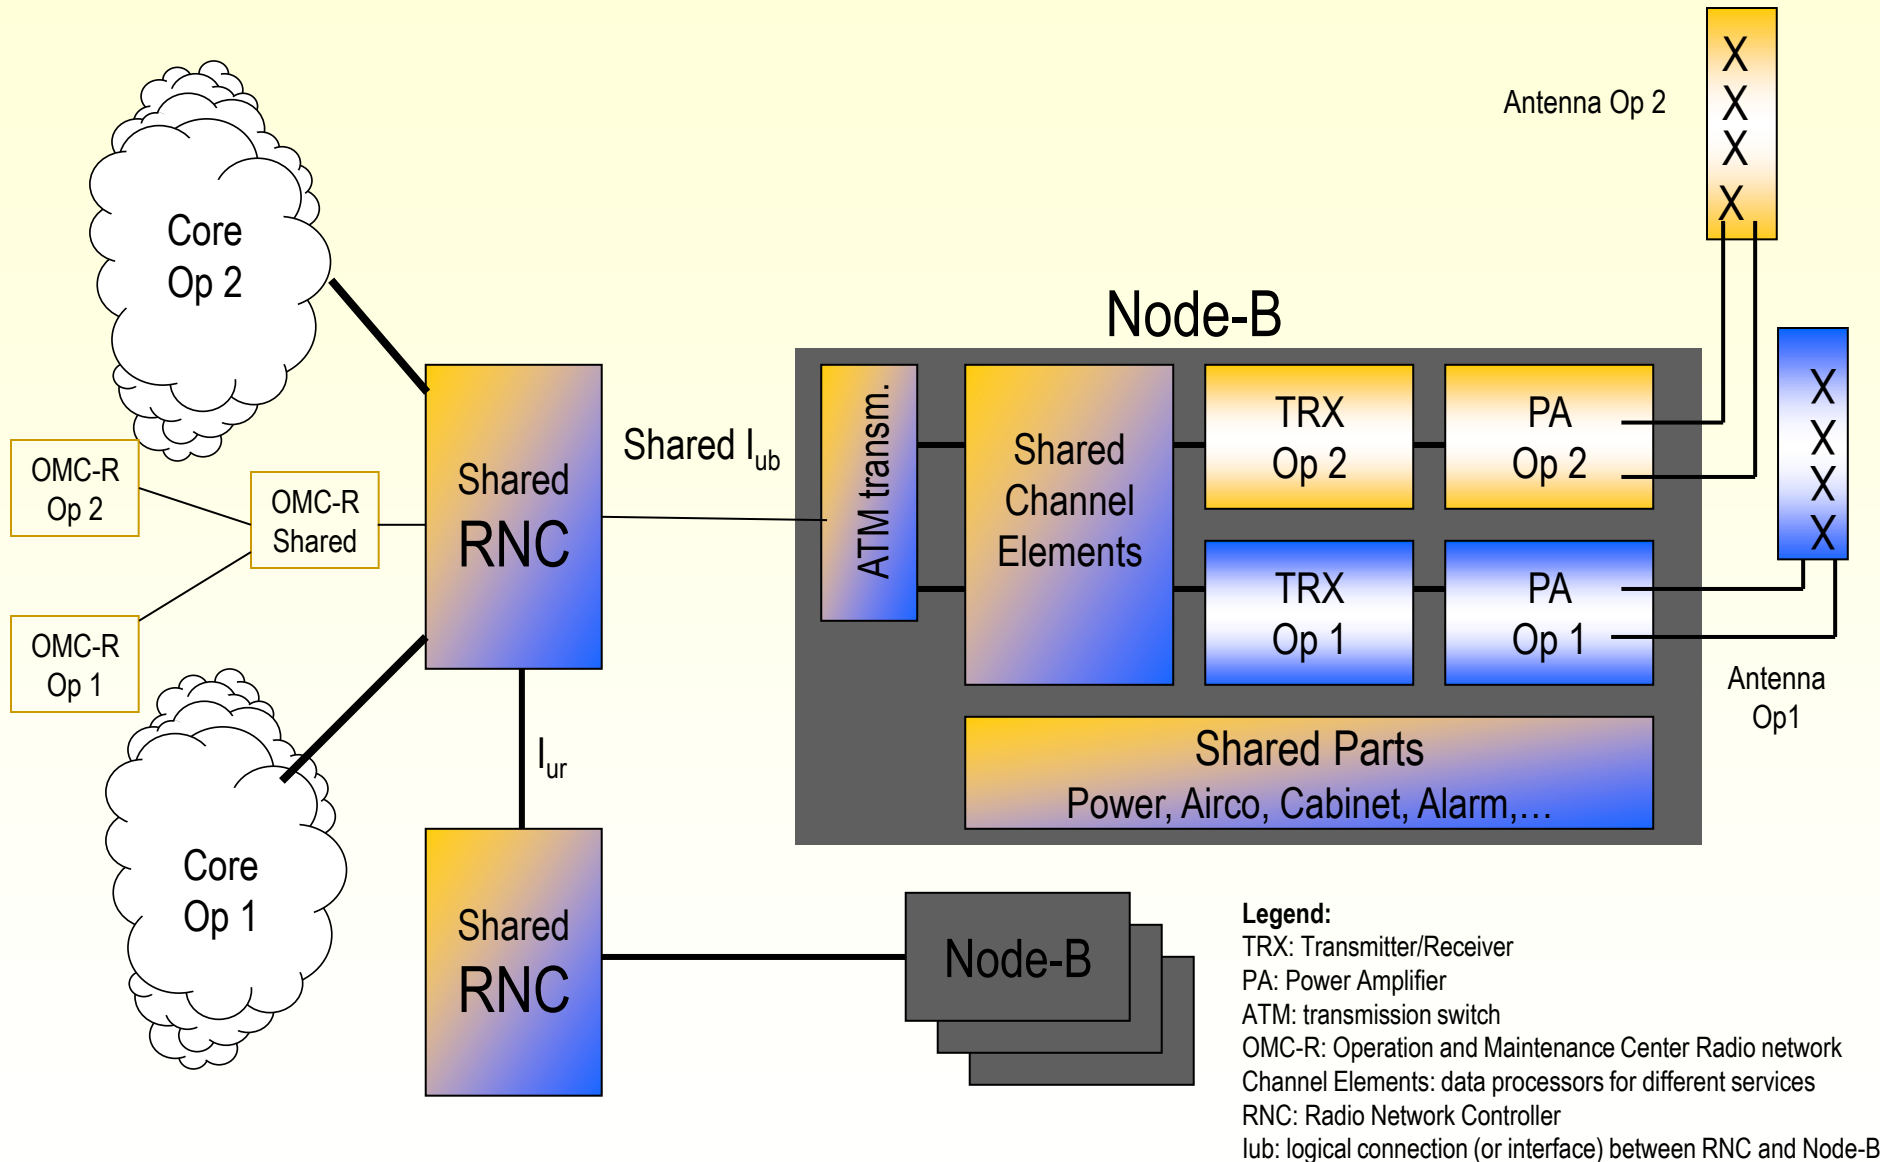 Antenna Op 2
X
X
X
X
Core
Op 2
Node-B
OMC-R
Op 2
OMC-R
Shared
OMC-R
Op 1
Shared
RNC
Shared Iub
ATM transm.
Shared
Channel
Elements
TRX
Op 2
PA
Op 2
TRX
Op 1
PA
Op 1
X
X
X
X
Antenna
Op1
Shared Parts
Power, Airco, Cabinet, Alarm,…
Iur
Core
Op 1
Shared
RNC
Node-B
Legend:
TRX: Transmitter/Receiver
PA: Power Amplifier
ATM: transmission switch
OMC-R: Operation and Maintenance Center Radio network
Channel Elements: data processors for different services
RNC: Radio Network Controller
Iub: logical connection (or interface) between RNC and Node-B